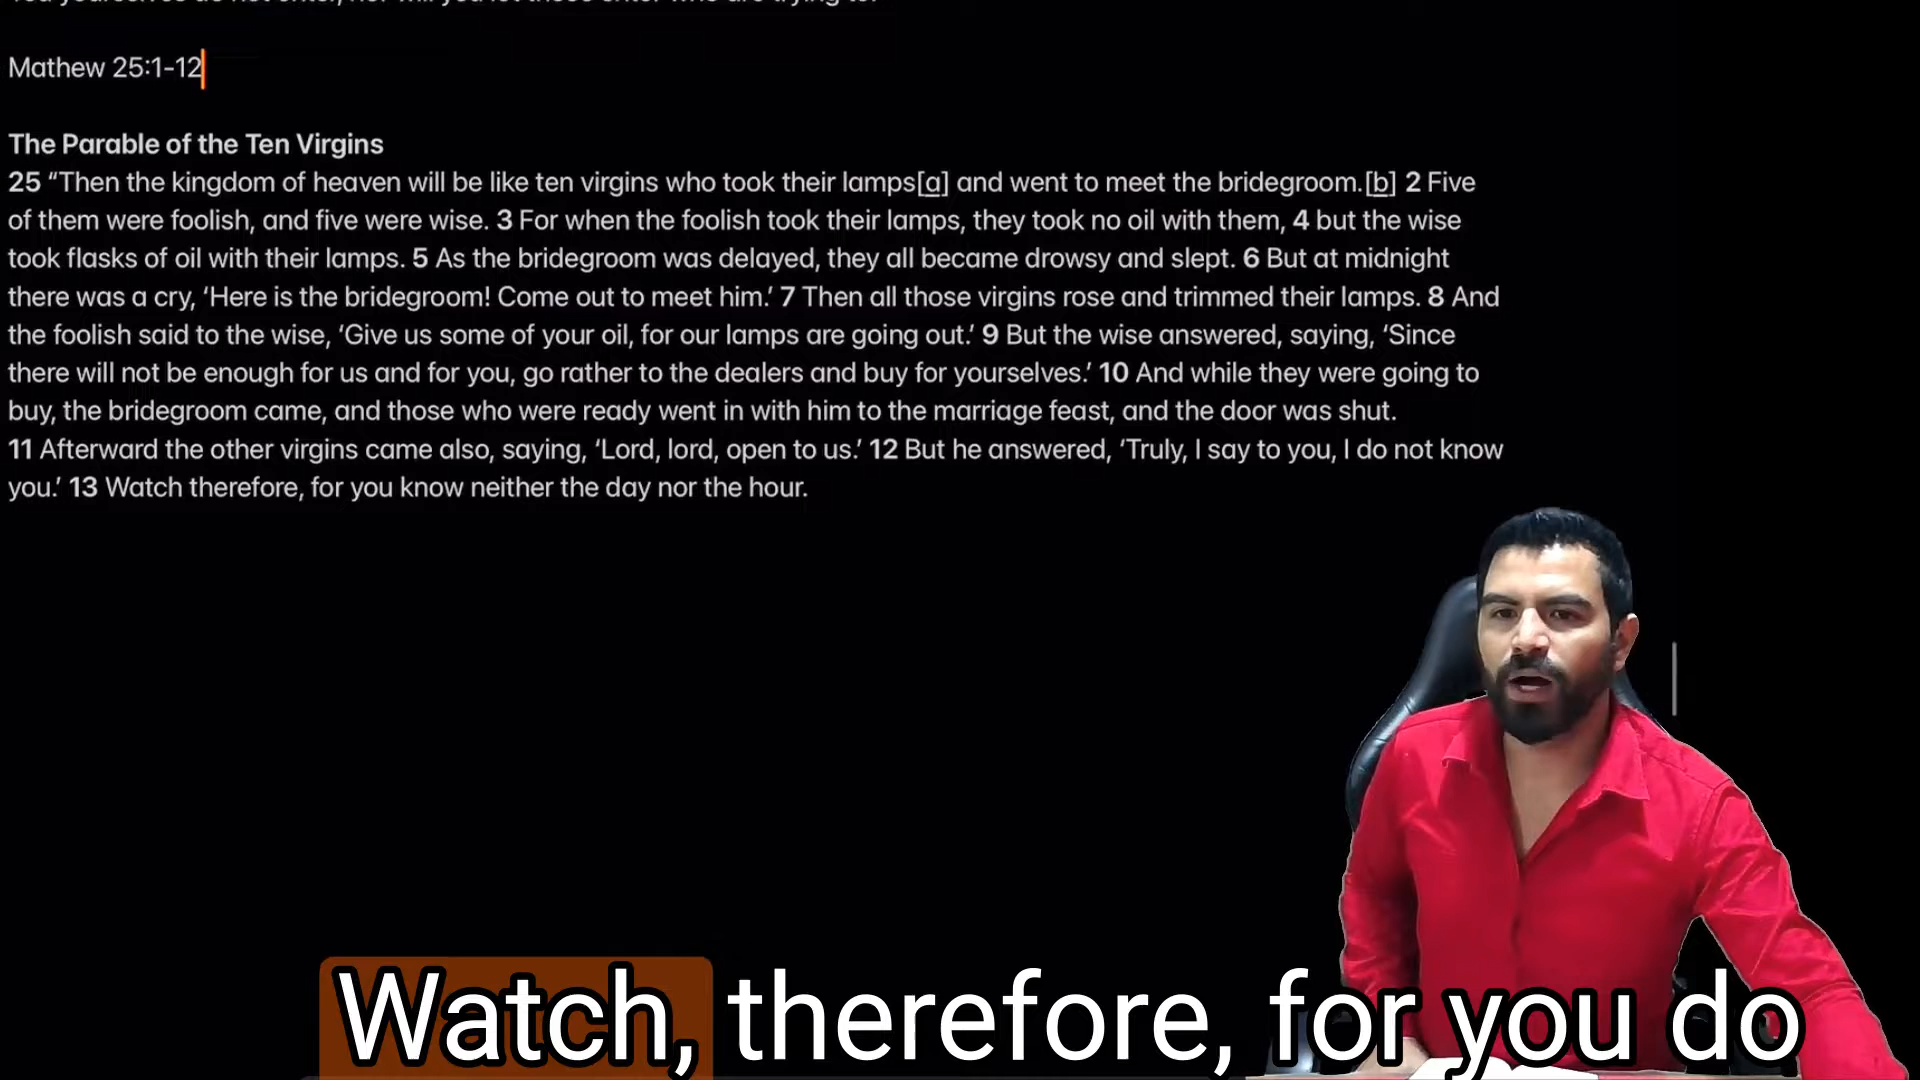 Mathew 25:1-12
The Parable of the Ten Virgins
25 “Then the kingdom of heaven will be like ten virgins who took their lamps[a] and went to meet the bridegroom.[b] 2 Five
of them were foolish, and five were wise. 3 For when the foolish took their lamps, they took no oil with them, 4 but the wise
took flasks of oil with their lamps. 5 As the bridegroom was delayed, they all became drowsy and slept. 6 But at midnight
there was a cry, ‘Here is the bridegroom! Come out to meet him.’ 7 Then all those virgins rose and trimmed their lamps. 8 And
the foolish said to the wise, ‘Give us some of your oil, for our lamps are going out.’ 9 But the wise answered, saying, ‘Since
there will not be enough for us and for you, go rather to the dealers and buy for yourselves.’ 10 And while they were going to
buy, the bridegroom came, and those who were ready went in with him to the marriage feast, and the door was shut.
11 Afterward the other virgins came also, saying, ‘Lord, lord, open to us.’ 12 But he answered, ‘Truly, I say to you, I do not know
you.’ 13 Watch therefore, for you know neither the day nor the hour.
Watch, therefore, for you do